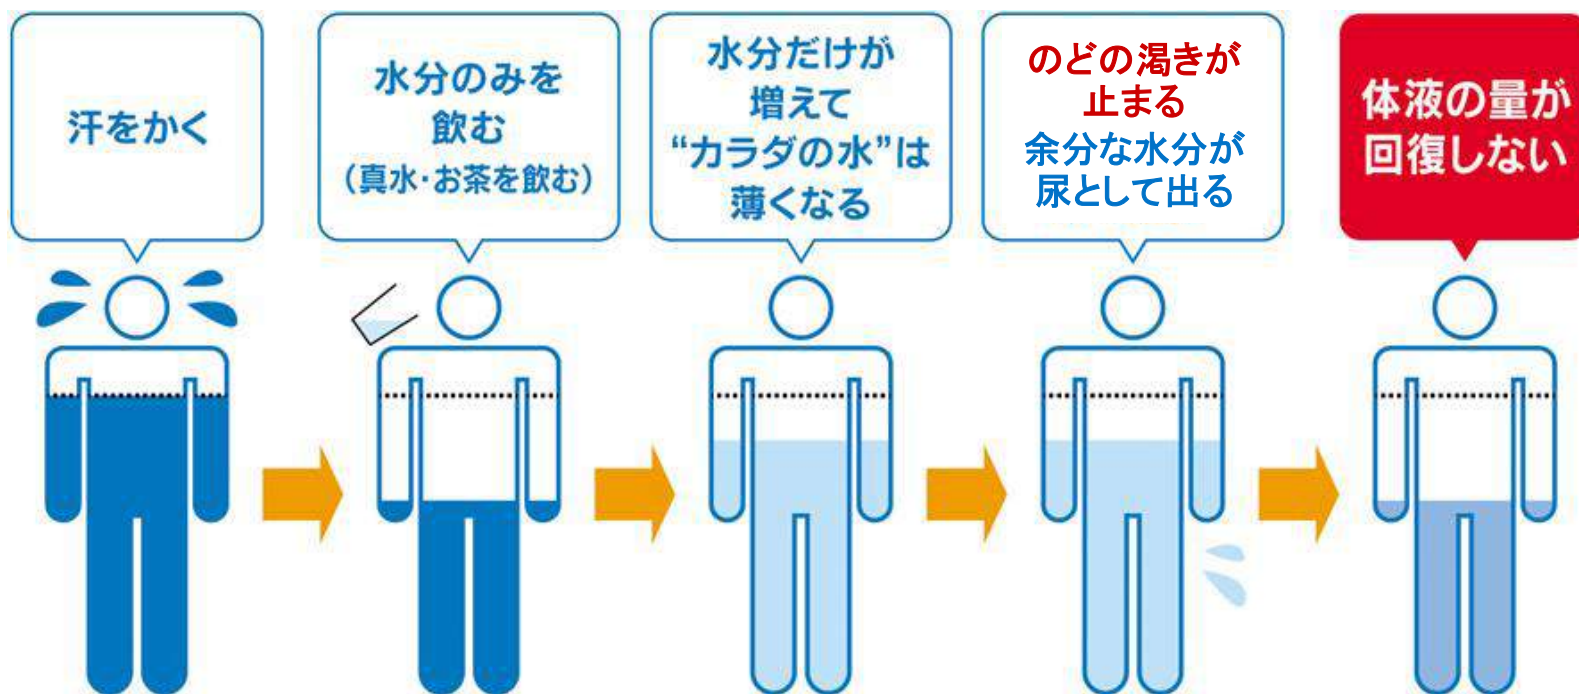 汗をかく
水分のみを
飲む
(真水・お茶を飲む)
水分だけが
増えて
“カラダの水”は
薄くなる
のどの渇きが
止まる
余分な水分が
尿として出る
体液の量が
回復しない